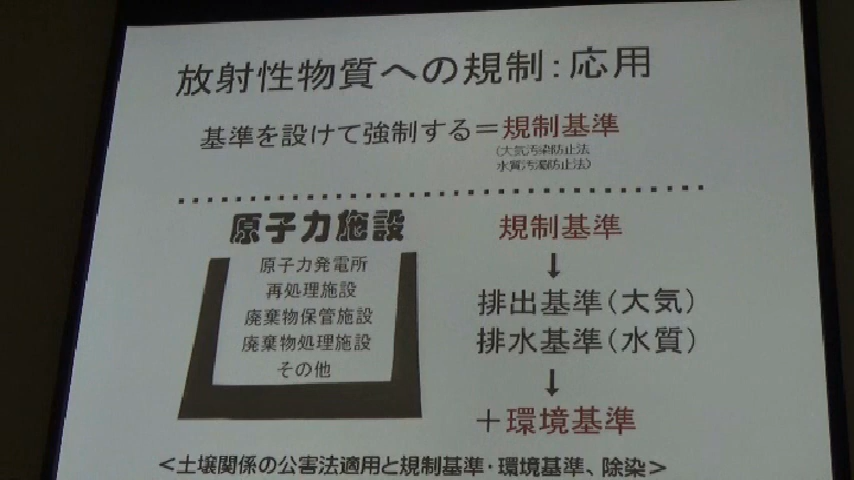 放射性物質への規制:応用
基準を設けて強制する＝規制基準
(大気汚染防止法
水質汚濁防止法)
原子力施設
原子力発電所
再処理施設
廃棄物保管施設
廃棄物処理施設
その他
規制基準
↓
排出基準(大気)
排水基準(水質)
↓
＋環境基準
＜土壌関係の公害法適用と規制基準・環境基準、除染＞